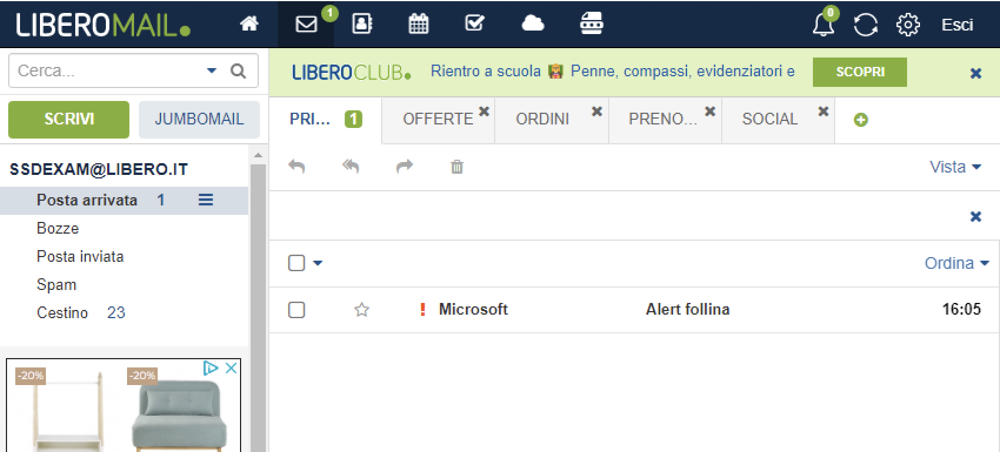 LIBEROMAIL
1
0
Esci
Cerca...
LIBEROCLUB Rientro a scuola Penne, compassi, evidenziatori e SCOPRI
SCRIVI JUMBOMAIL
PRI... 1 OFFERTE ORDINI PRENO... SOCIAL
SSDEXAM@LIBERO.IT
Vista
Posta arrivata 1
Bozze
Posta inviata
Spam
Cestino 23
Ordina
! Microsoft Alert follina 16:05
-20% -20%